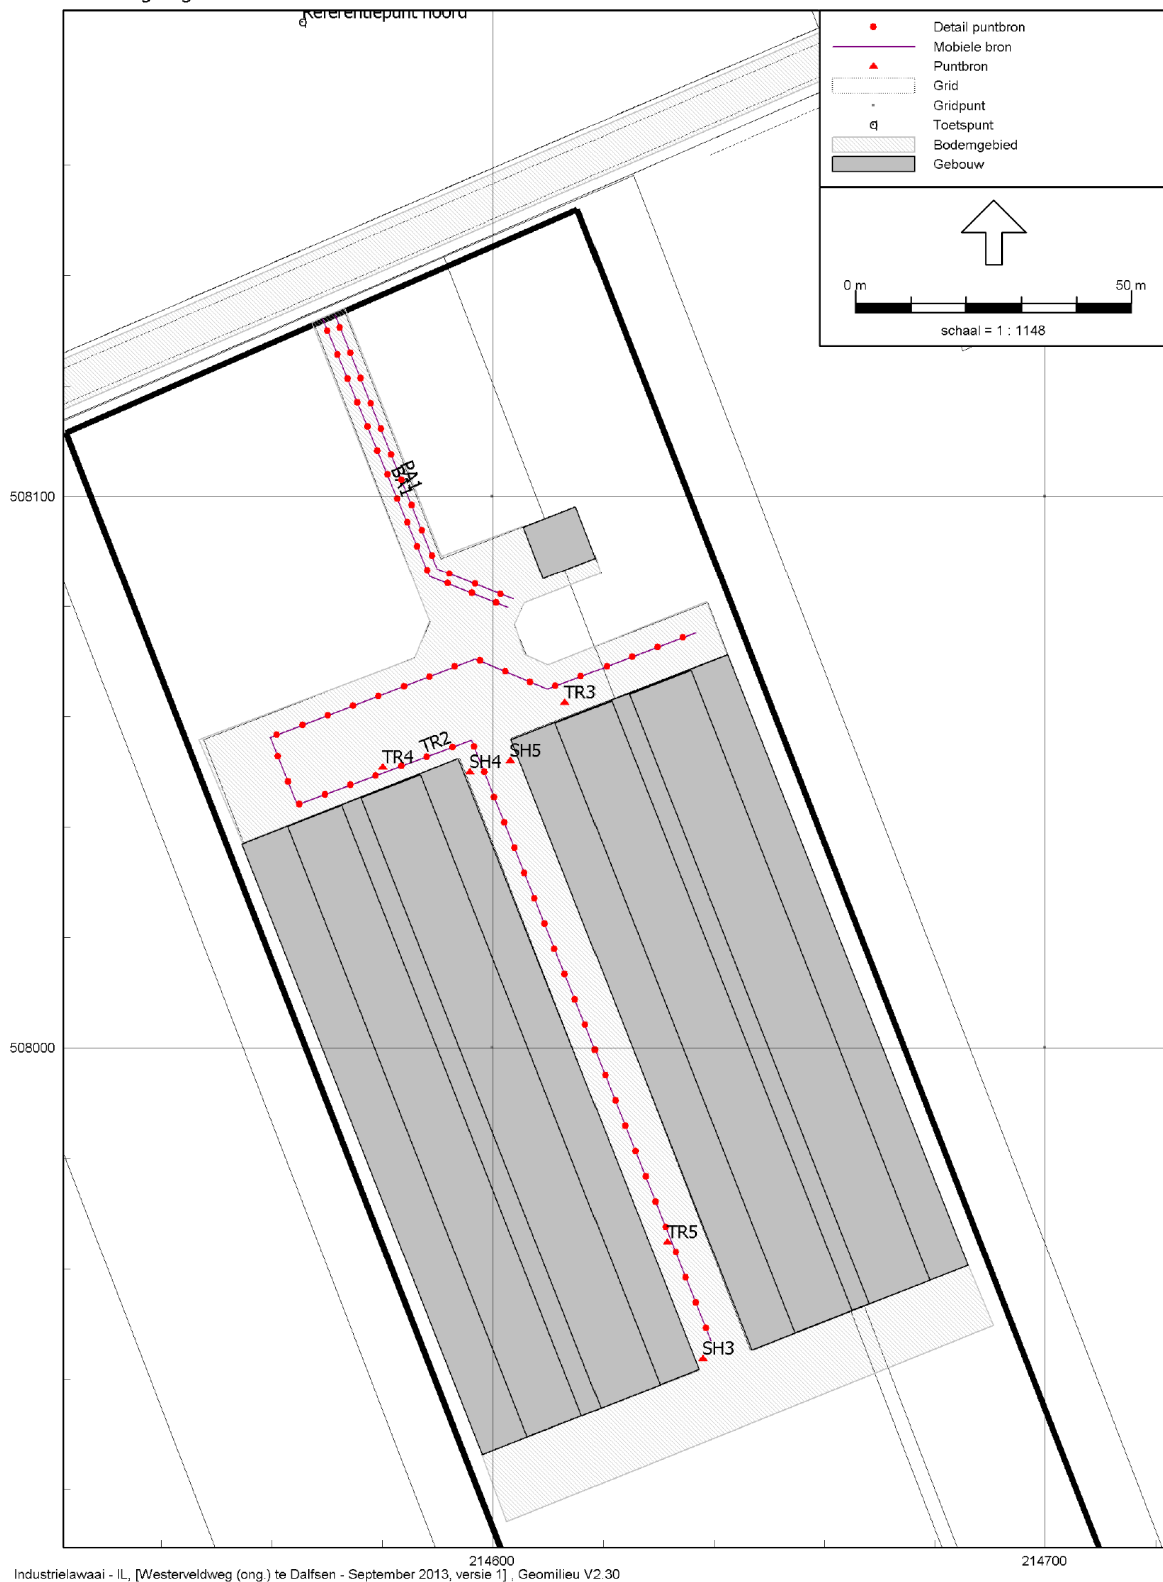 Referentiepunt noord
Detail puntbron
Mobiele bron
Puntbron
Grid
Gridpunt
Toetspunt
Bodemgebied
Gebouw
0 m 50 m
schaal = 1 : 1148
PA1
BA1
508100
TR3
TR2
TR4
SH4
SH5
508000
TR5
SH3
214600 214700
Industrielawaai - IL, [Westerveldweg (ong.) te Dalfsen - September 2013, versie 1] , Geomilieu V2.30